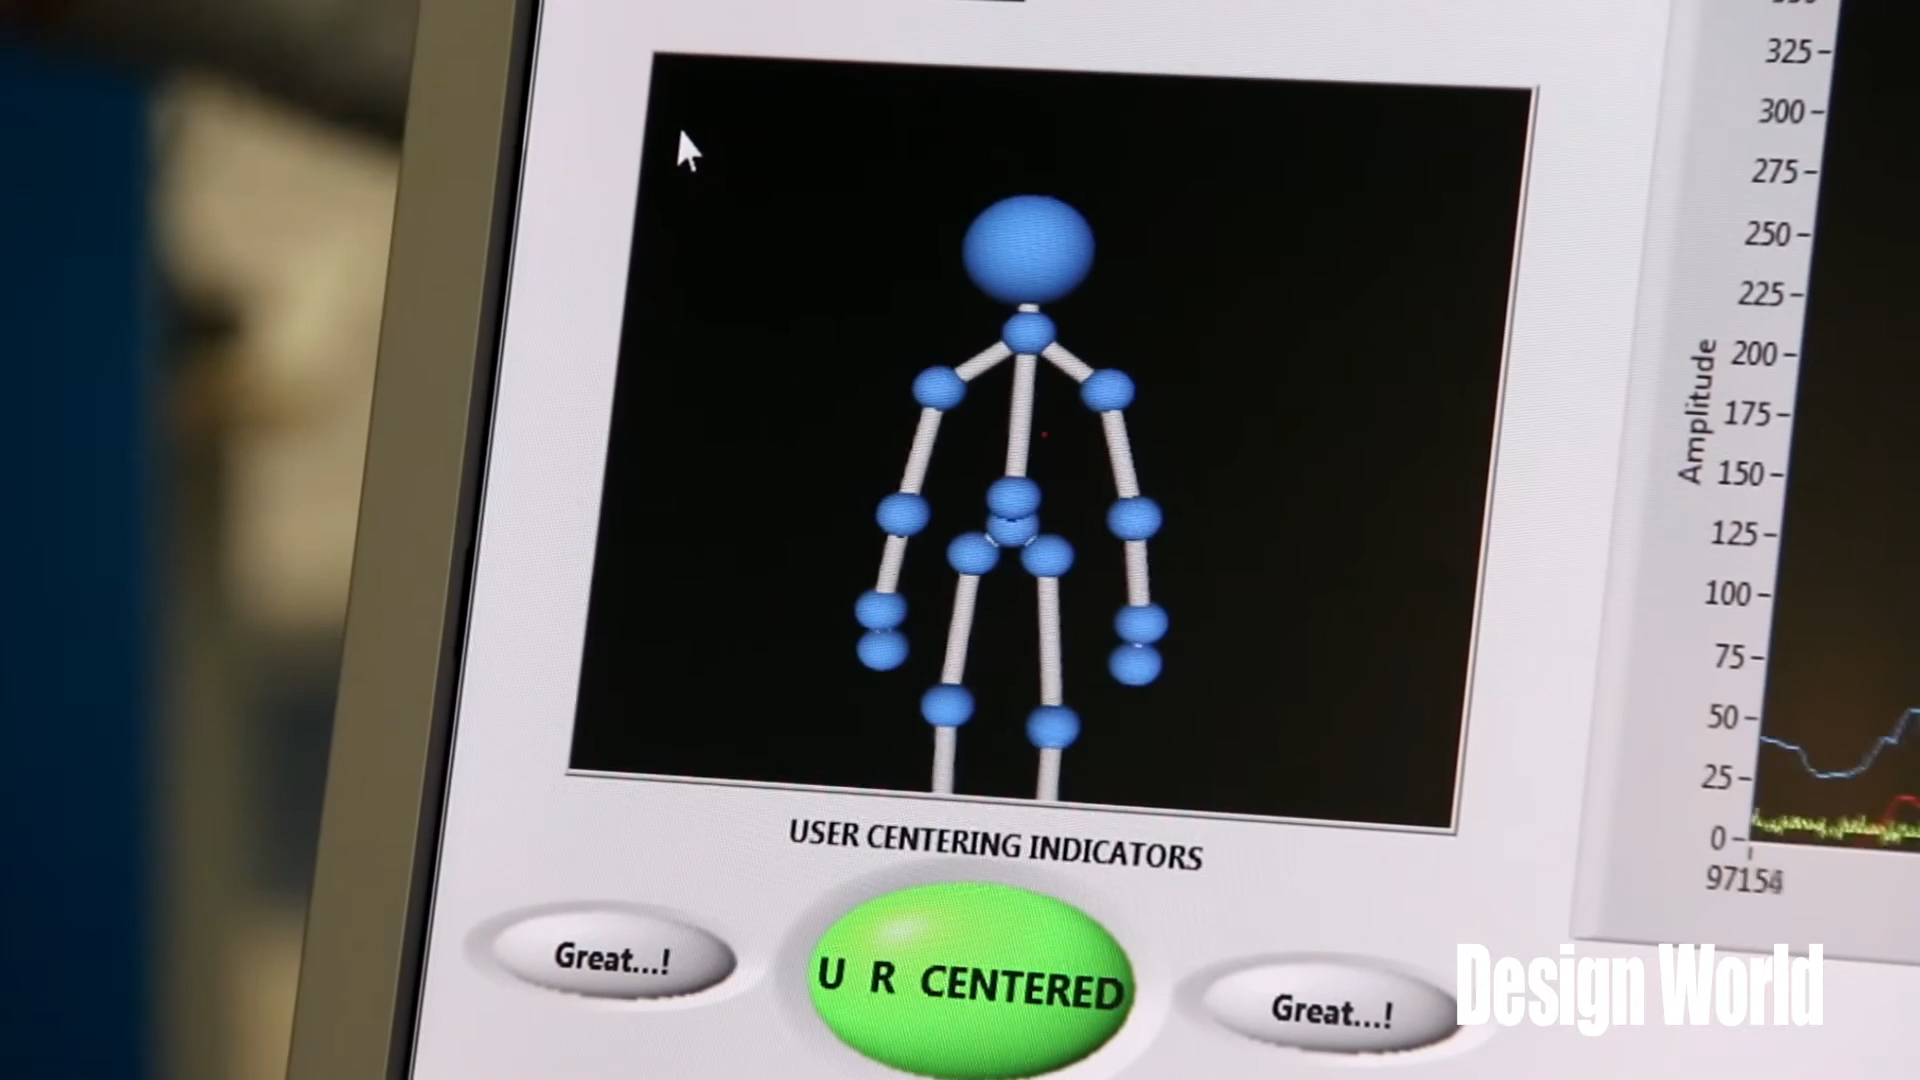 USER CENTERING INDICATORS
Great...!
U R CENTERED
Great...!
325
300
275
250
225
200
175
150
125
100
75
50
25
0
Amplitude
Design World